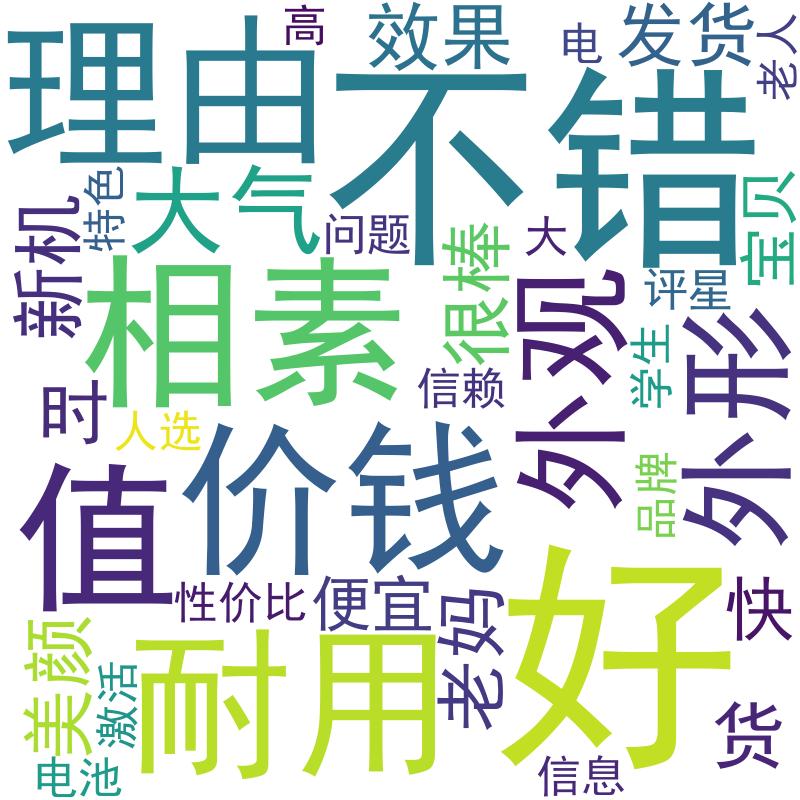 高
效果
电
发货
老人
理由
不错
特色
大气
新机
问题
很棒
大
宝贝
相素
外观
评星
外形
时
人选
信赖
学生
值
价钱
品牌
性价比
便宜
老妈
好
快
美颜
激活
耐用
货
电池
信息